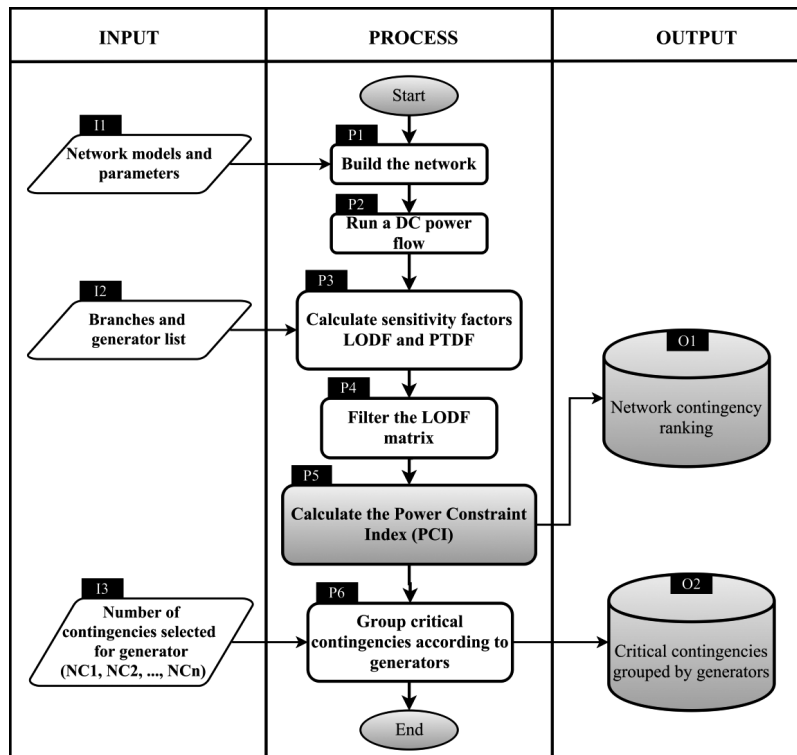 INPUT
PROCESS
OUTPUT
Start
I1
Network models and
parameters
P1
Build the network
P2
Run a DC power
flow
I2
Branches and
generator list
P3
Calculate sensitivity factors
LODF and PTDF
P4
Filter the LODF
matrix
O1
Network contingency
ranking
P5
Calculate the Power Constraint
Index (PCI)
I3
Number of
contingencies selected
for generator
(NC1, NC2, ..., NCn)
P6
Group critical
contingencies according to
generators
O2
Critical contingencies
grouped by generators
End